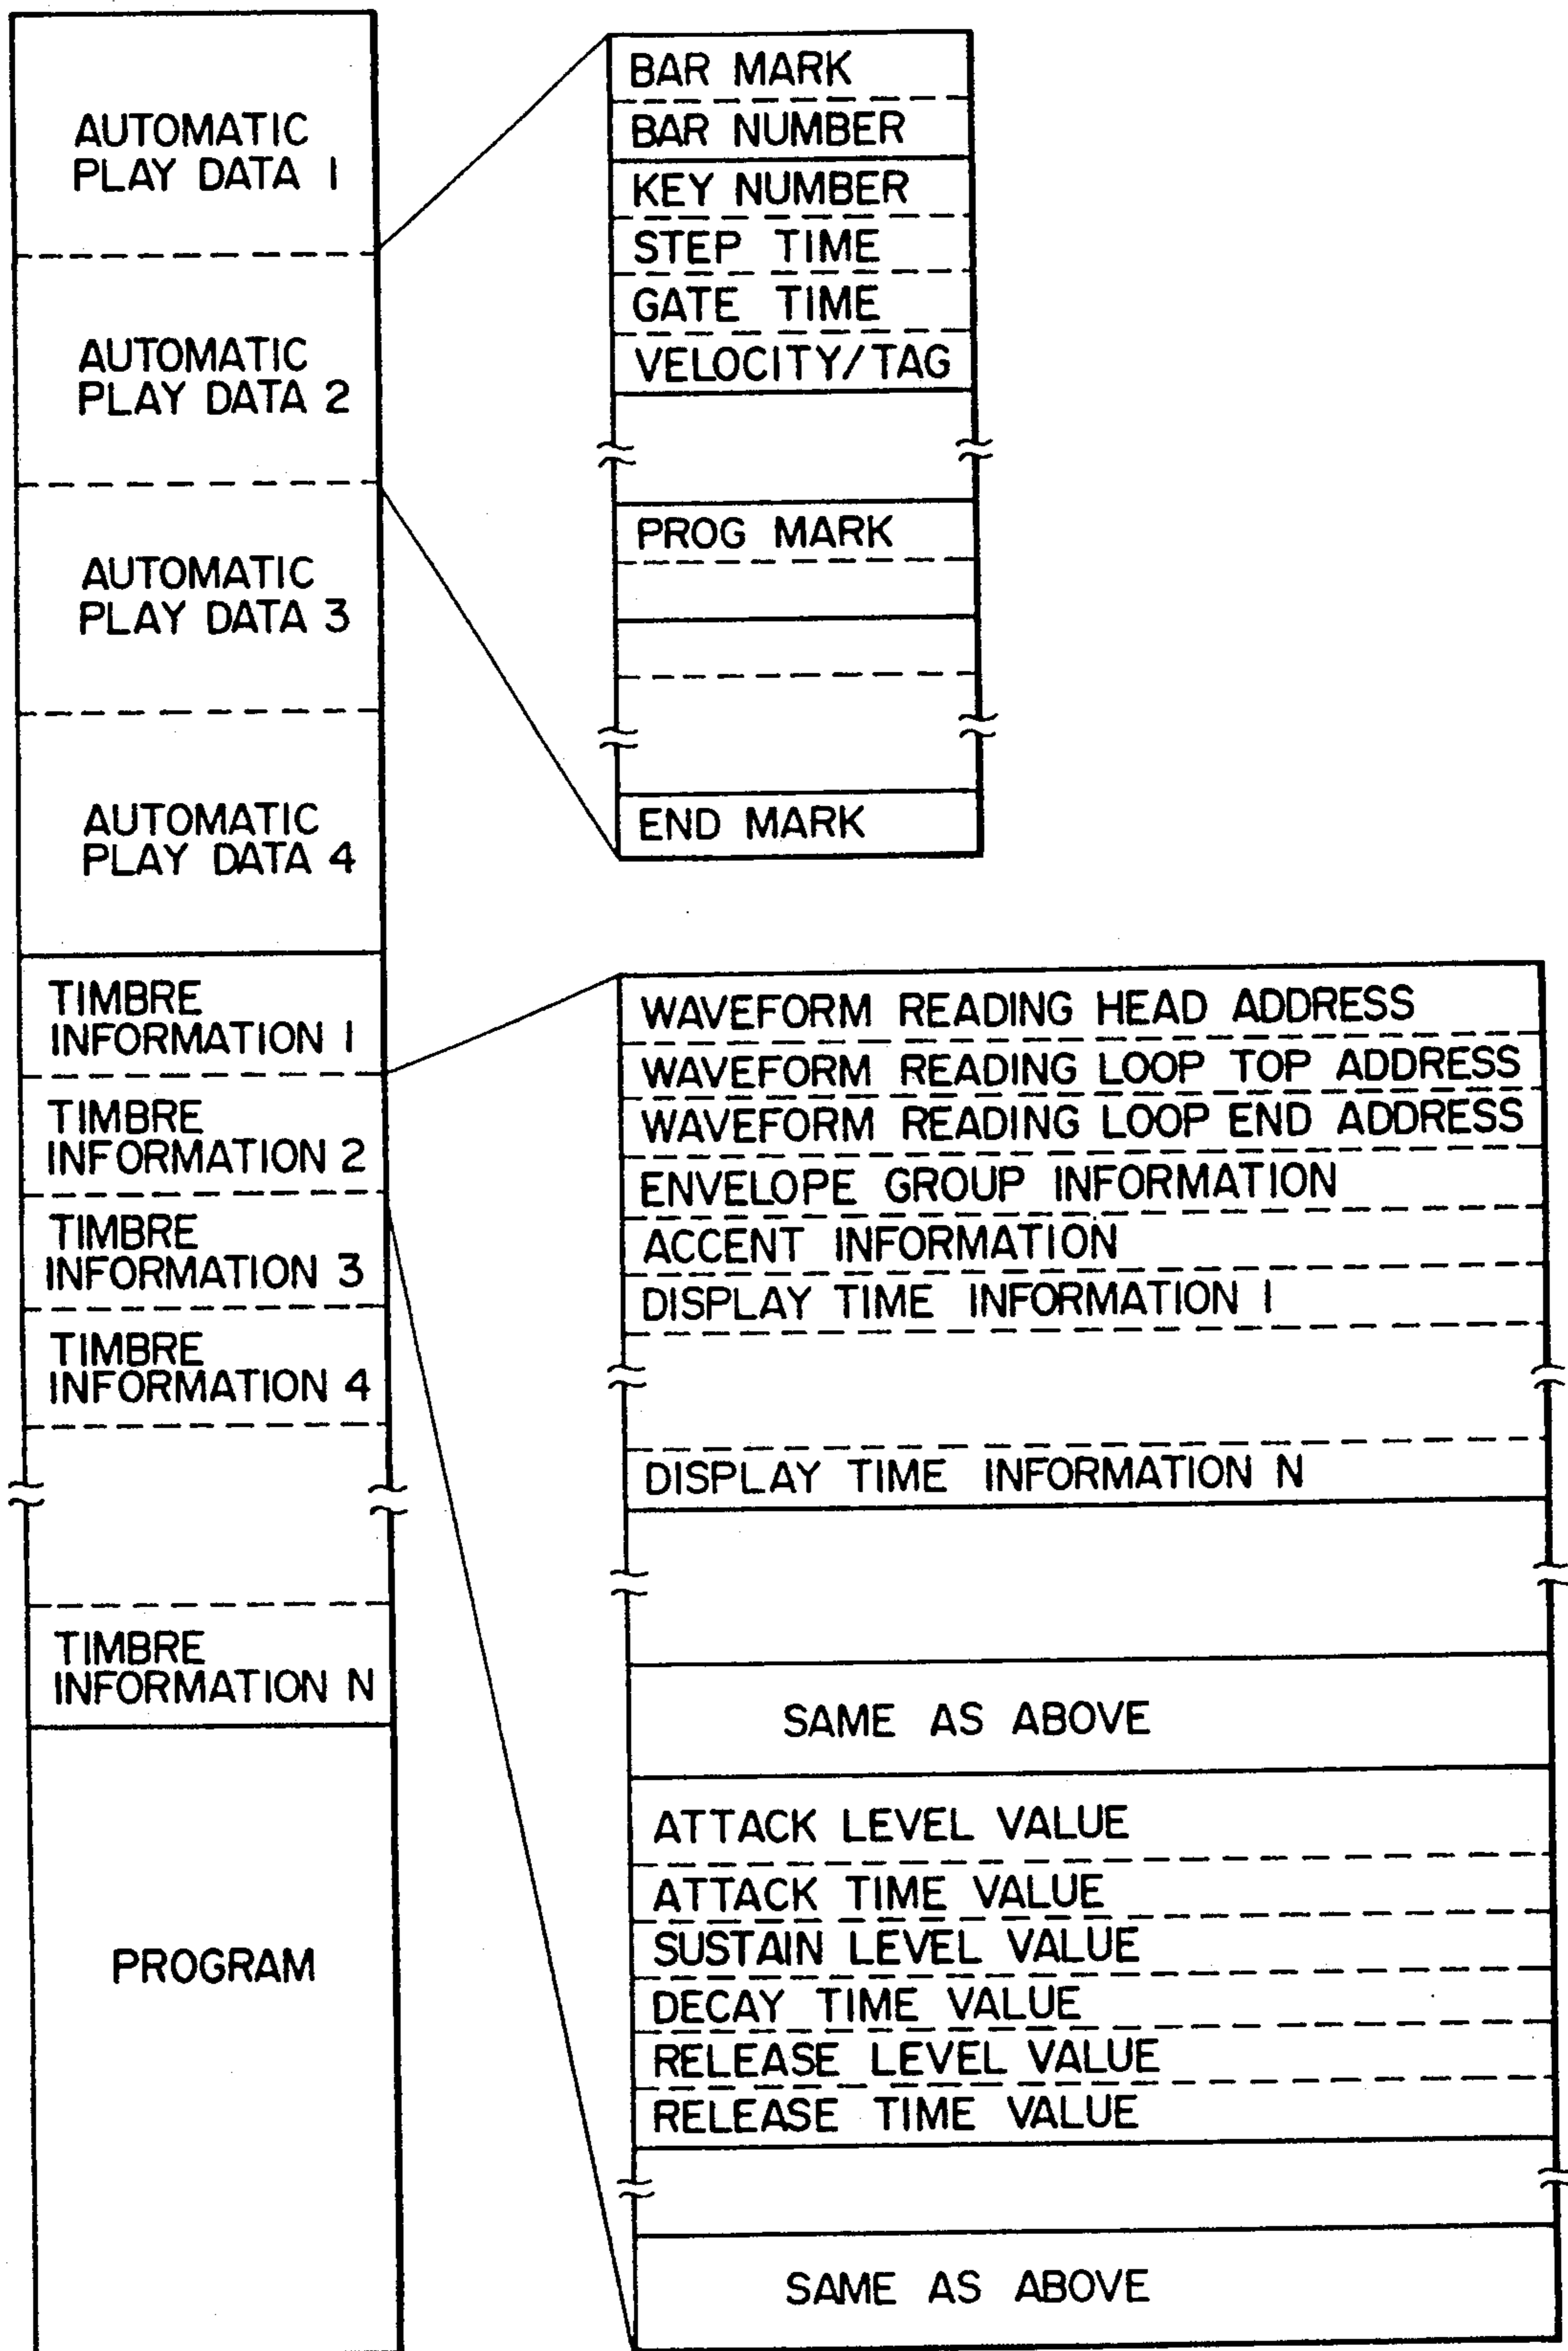 AUTOMATIC
PLAY DATA 1
AUTOMATIC
PLAY DATA 2
AUTOMATIC
PLAY DATA 3
AUTOMATIC
PLAY DATA 4
TIMBRE
INFORMATION 1
TIMBRE
INFORMATION 2
TIMBRE
INFORMATION 3
TIMBRE
INFORMATION 4
TIMBRE
INFORMATION N
PROGRAM
BAR MARK
BAR NUMBER
KEY NUMBER
STEP TIME
GATE TIME
VELOCITY/TAG
PROG MARK
END MARK
WAVEFORM READING HEAD ADDRESS
WAVEFORM READING LOOP TOP ADDRESS
WAVEFORM READING LOOP END ADDRESS
ENVELOPE GROUP INFORMATION
ACCENT INFORMATION
DISPLAY TIME INFORMATION 1
DISPLAY TIME INFORMATION N
SAME AS ABOVE
ATTACK LEVEL VALUE
ATTACK TIME VALUE
SUSTAIN LEVEL VALUE
DECAY TIME VALUE
RELEASE LEVEL VALUE
RELEASE TIME VALUE
SAME AS ABOVE